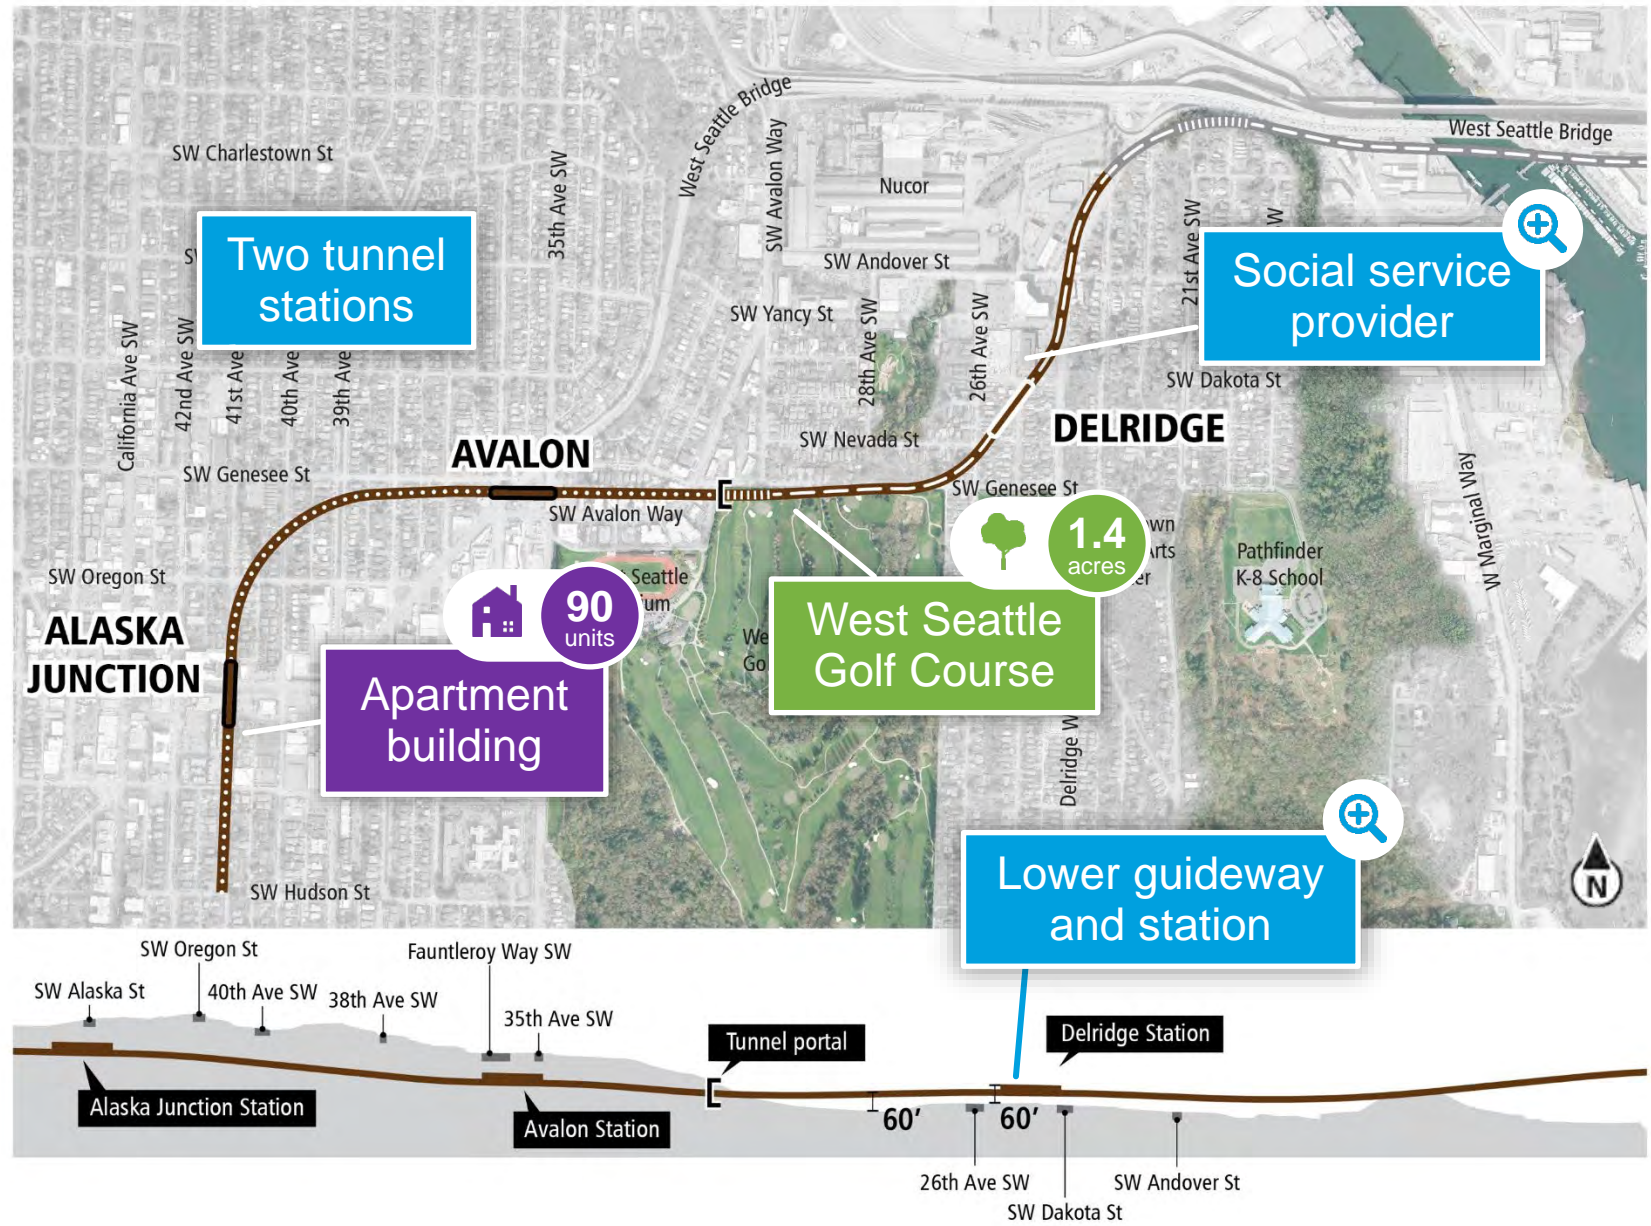 West Seattle Bridge
West Seattle Bridge
SW Charlestown St
35th Ave SW
SW Avalon Way
Nucor
Two tunnel
stations
SW Andover St
21st Ave SW
Social service
provider
SW Yancy St
28th Ave SW
26th Ave SW
California Ave SW
42nd Ave SW
41st Ave
40th Ave
39th Ave
SW Dakota St
DELRIDGE
AVALON
SW Nevada St
SW Genesee St
SW Genesee St
SW Avalon Way
W Marginal Way
1.4
acres
Pathfinder
K-8 School
SW Oregon St
Seattle
90
units
ALASKA
JUNCTION
West Seattle
Golf Course
Apartment
building
Delridge W
Lower guideway
and station
SW Hudson St
N
SW Oregon St
Fauntleroy Way SW
SW Alaska St
40th Ave SW
38th Ave SW
35th Ave SW
Tunnel portal
Delridge Station
Alaska Junction Station
Avalon Station
60’
60’
26th Ave SW
SW Andover St
SW Dakota St